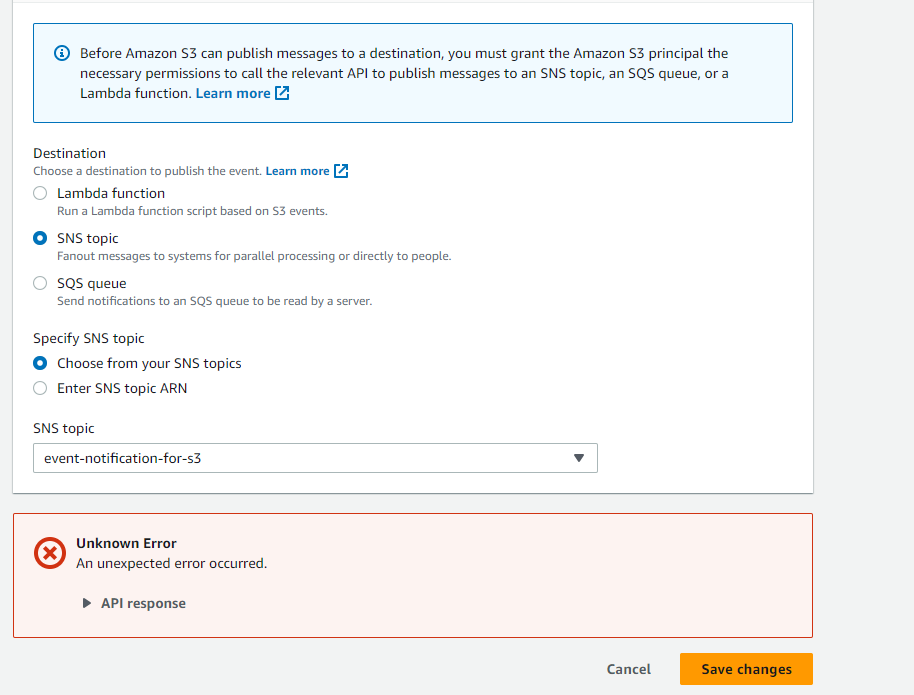 Before Amazon S3 can publish messages to a destination, you must grant the Amazon S3 principal the
necessary permissions to call the relevant API to publish messages to an SNS topic, an SQS queue, or a
Lambda function. Learn more
Destination
Choose a destination to publish the event. Learn more
Lambda function
Run a Lambda function script based on S3 events.
SNS topic
Fanout messages to systems for parallel processing or directly to people.
SQS queue
Send notifications to an SQS queue to be read by a server.
Specify SNS topic
Choose from your SNS topics
Enter SNS topic ARN
SNS topic
event-notification-for-s3
Unknown Error
An unexpected error occurred.
API response
Cancel
Save changes